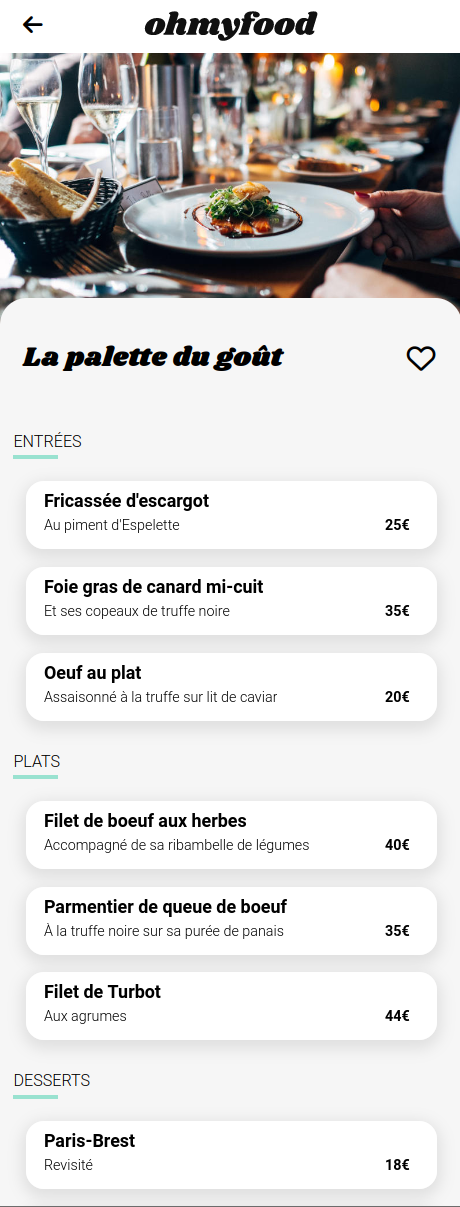 ohmyfood
La palette du goût
ENTRÉES
Fricassée d'escargot
Au piment d'Espelette
25€
Foie gras de canard mi-cuit
Et ses copeaux de truffe noire
35€
Oeuf au plat
Assaisonné à la truffe sur lit de caviar
20€
PLATS
Filet de boeuf aux herbes
Accompagné de sa ribambelle de légumes
40€
Parmentier de queue de boeuf
À la truffe noire sur sa purée de panais
35€
Filet de Turbot
Aux agrumes
44€
DESSERTS
Paris-Brest
Revisité
18€